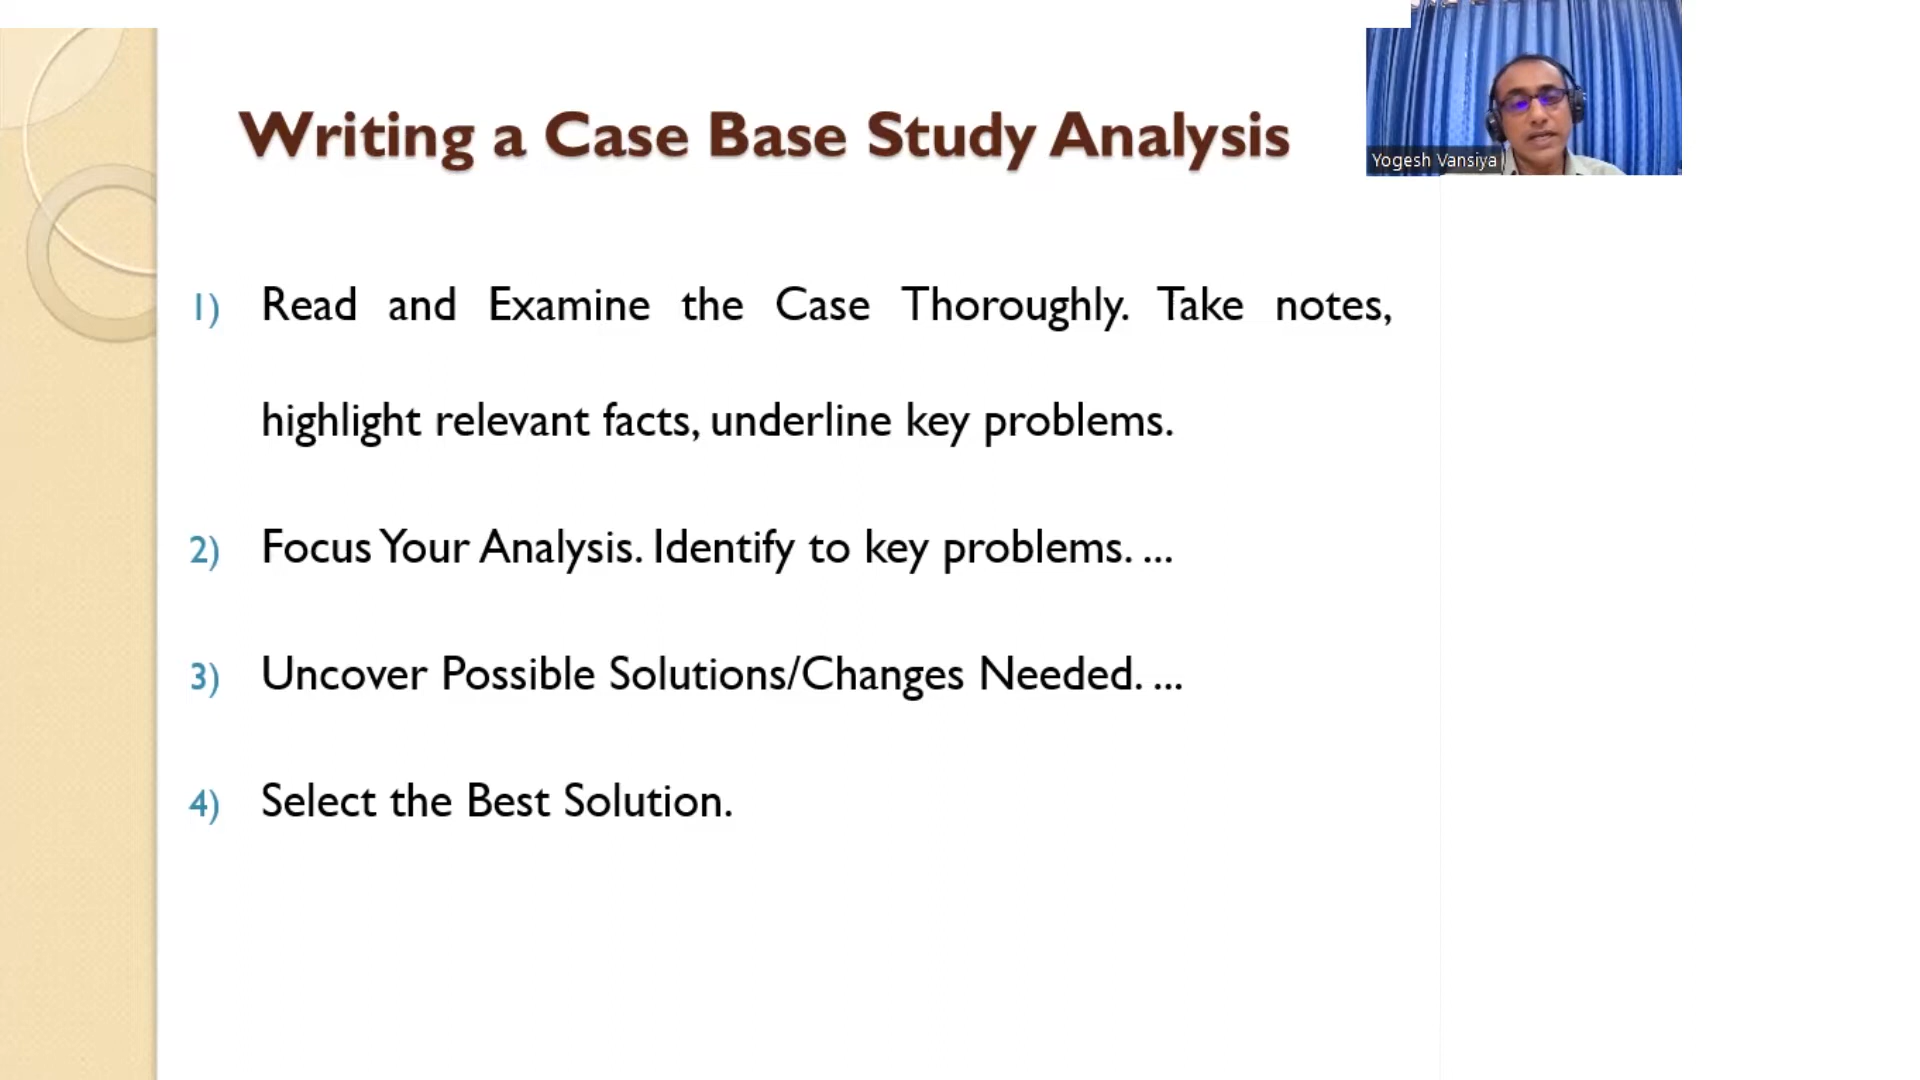 Writing a Case Base Study Analysis
Yogesh Vansiya
1) Read and Examine the Case Thoroughly. Take notes,
highlight relevant facts, underline key problems.
2) Focus Your Analysis. Identify to key problems. ...
3) Uncover Possible Solutions/Changes Needed. ...
4) Select the Best Solution.